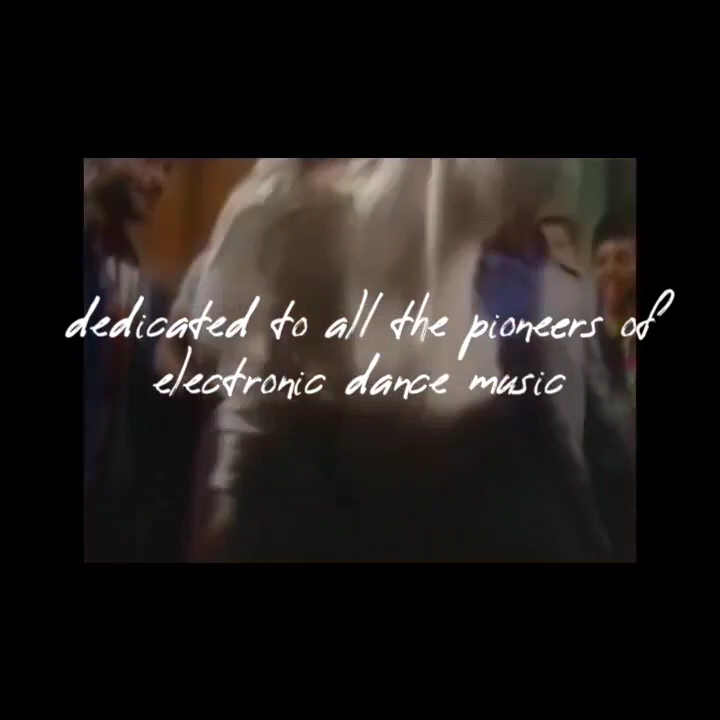 dedicated to all the pioneers of
electronic dance music